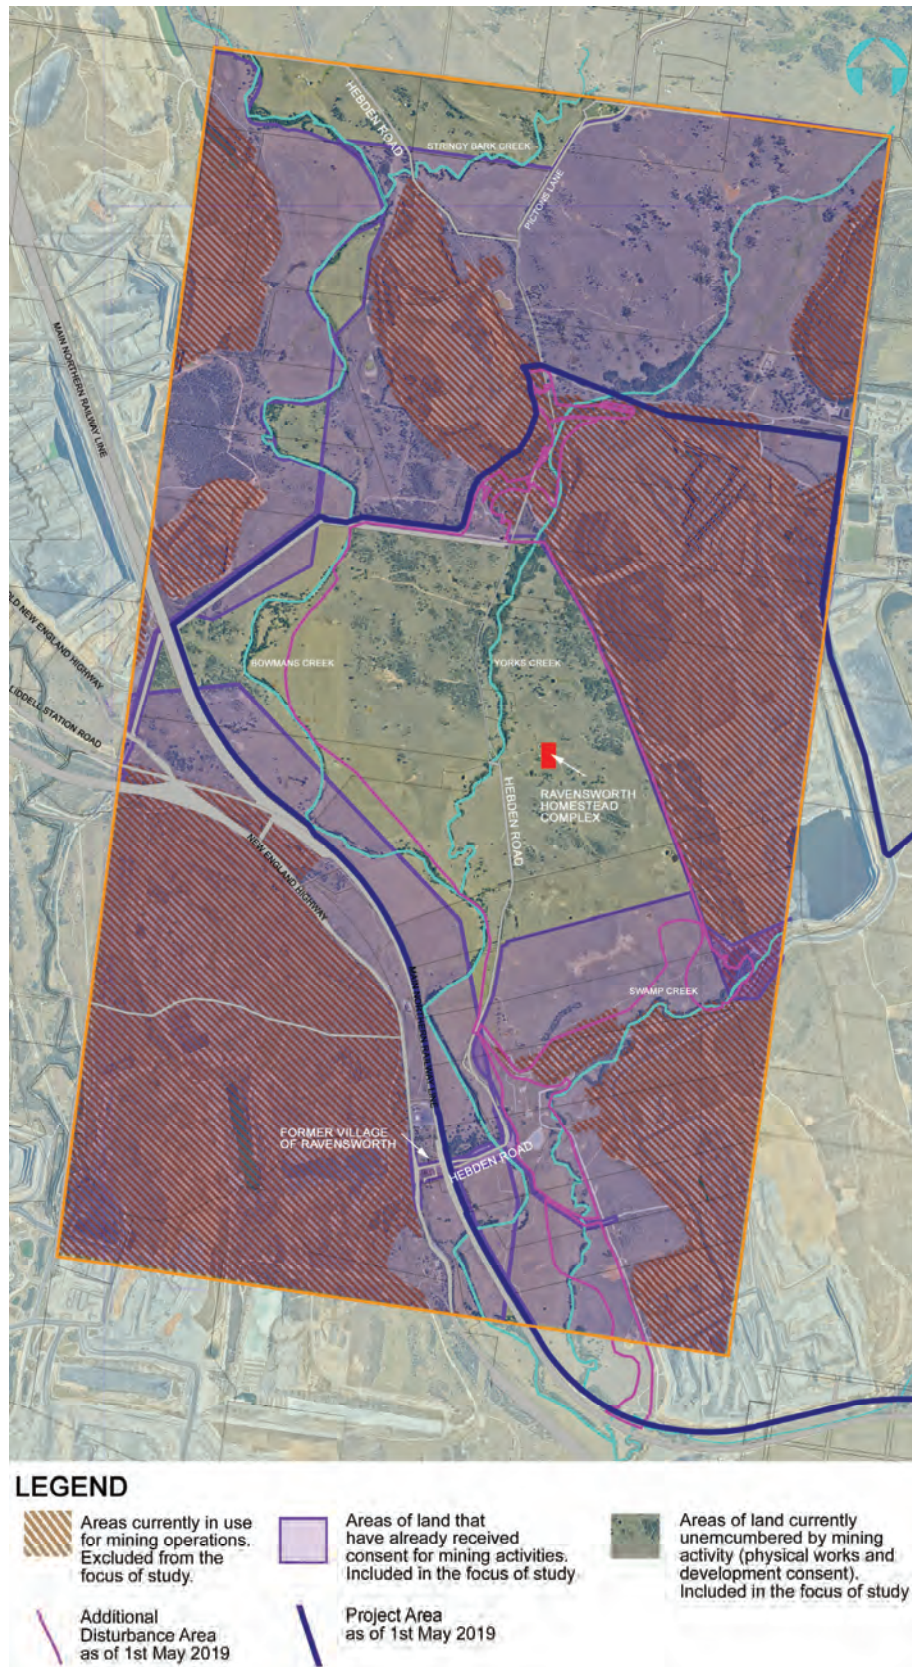 HEBDEN ROAD
STRINGY DARK CREEK
PICTONS LANE
MAIN NORTHERN RAILWAY LINE
OLD NEW ENGLAND HIGHWAY
LIDDELL STATION ROAD
BOWMANS CREEK
YORKS CREEK
RAVENSWORTH
HOMESTEAD
COMPLEX
HEBDEN ROAD
NEW ENGLAND HIGHWAY
MAIN NORTHERN RAILWAY LINE
SWAMP CREEK
FORMER VILLAGE
OF RAVENSWORTH
HEBDEN ROAD
LEGEND
Areas currently in use
for mining operations.
Excluded from the
focus of study.
Areas of land that
have already received
consent for mining activities.
Included in the focus of study
Areas of land currently
unemcumbered by mining
activity (physical works and
development consent).
Included in the focus of study
Additional
Disturbance Area
as of 1st May 2019
Project Area
as of 1st May 2019